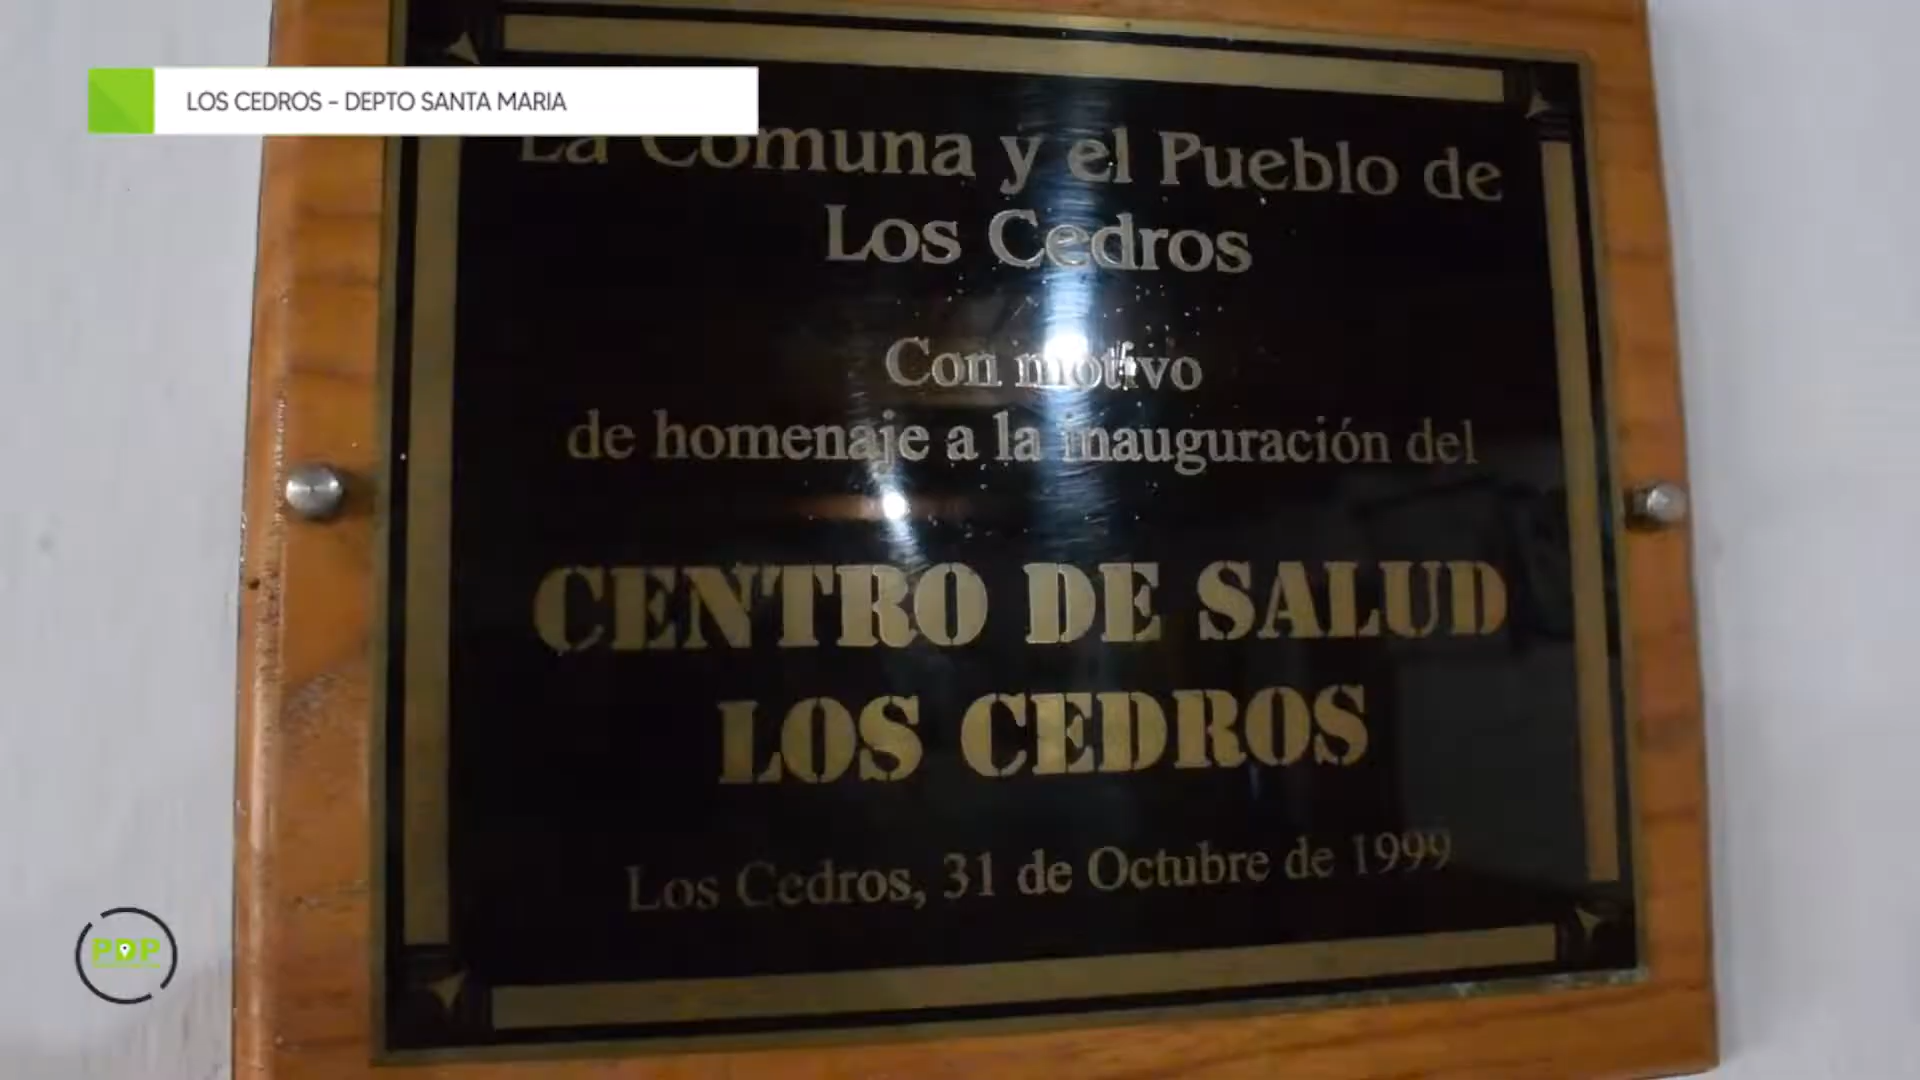 LOS CEDROS - DEPTO SANTA MARIA
La Comuna y el Pueblo de
Los Cedros
Con motivo
de homenaje a la inauguración del
CENTRO DE SALUD
LOS CEDROS
Los Cedros, 31 de Octubre de 1999
PDP